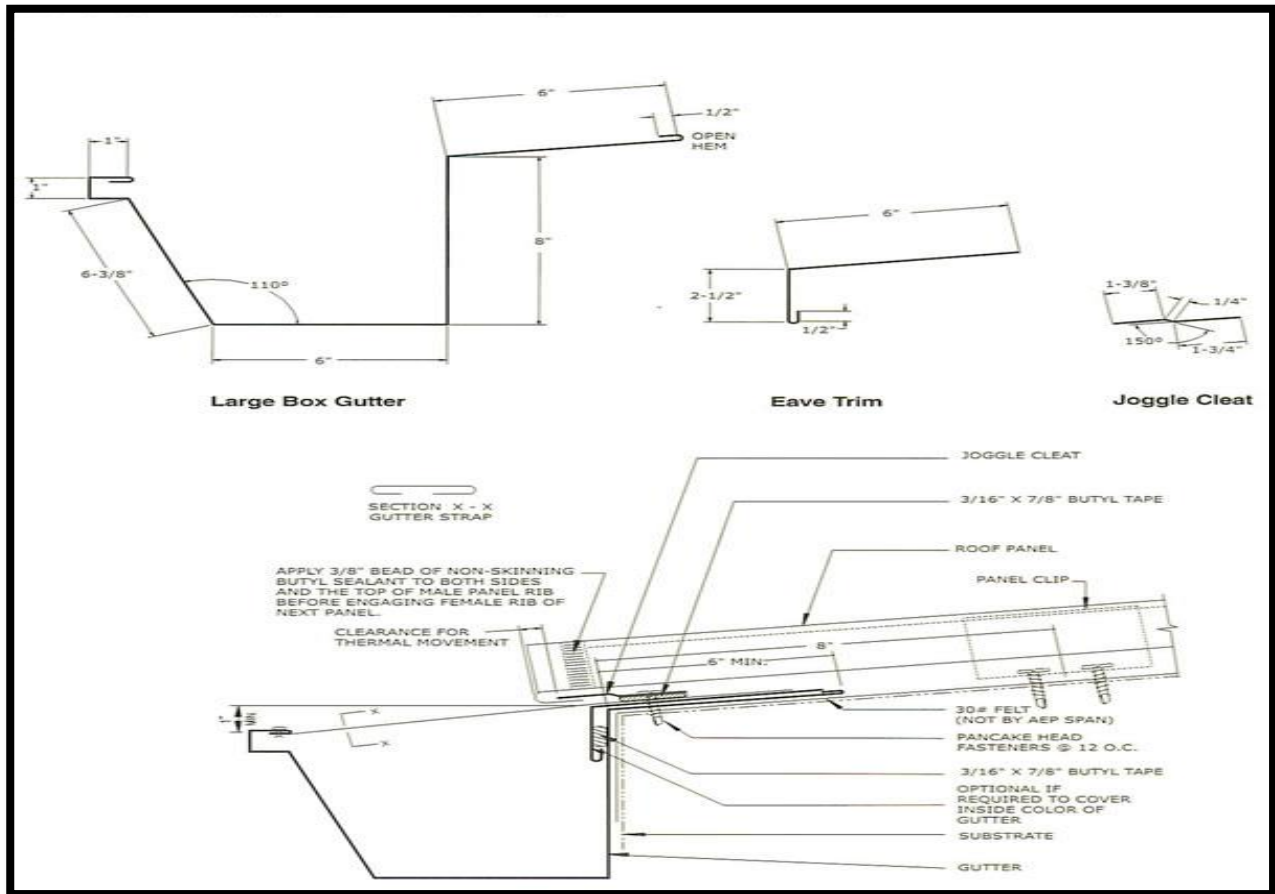 6"
1/2"
OPEN
HEM
1"
1"
6-3/8"
110º
8"
6"
Large Box Gutter
6"
2-1/2"
1/2"
Eave Trim
1-3/8"
1/4"
150º
1-3/4"
Joggle Cleat
JOGGLE CLEAT
SECTION X - X
GUTTER STRAP
3/16" X 7/8" BUTYL TAPE
ROOF PANEL
APPLY 3/8" BEAD OF NON-SKINNING
BUTYL SEALANT TO BOTH SIDES
AND THE TOP OF MALE PANEL RIB
BEFORE ENGAGING FEMALE RIB OF
NEXT PANEL.
PANEL CLIP
CLEARANCE FOR
THERMAL MOVEMENT
8"
6" MIN.
1"
MIN
X
X
30# FELT
(NOT BY AEP SPAN)
PANCAKE HEAD
FASTENERS @ 12 O.C.
3/16" X 7/8" BUTYL TAPE
OPTIONAL IF
REQUIRED TO COVER
INSIDE COLOR OF
GUTTER
SUBSTRATE
GUTTER